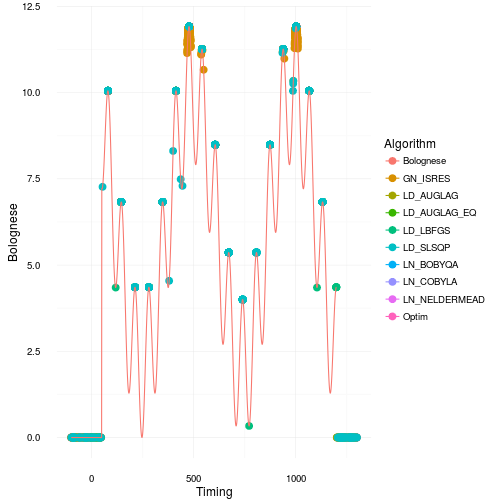 12.5
10.0
7.5
5.0
2.5
0.0
Bolognese
0
500
1000
Timing
Algorithm
Bolognese
GN_ISRES
LD_AUGLAG
LD_AUGLAG_EQ
LD_LBFGS
LD_SLSQP
LN_BOBYQA
LN_COBYLA
LN_NELDERMEAD
Optim